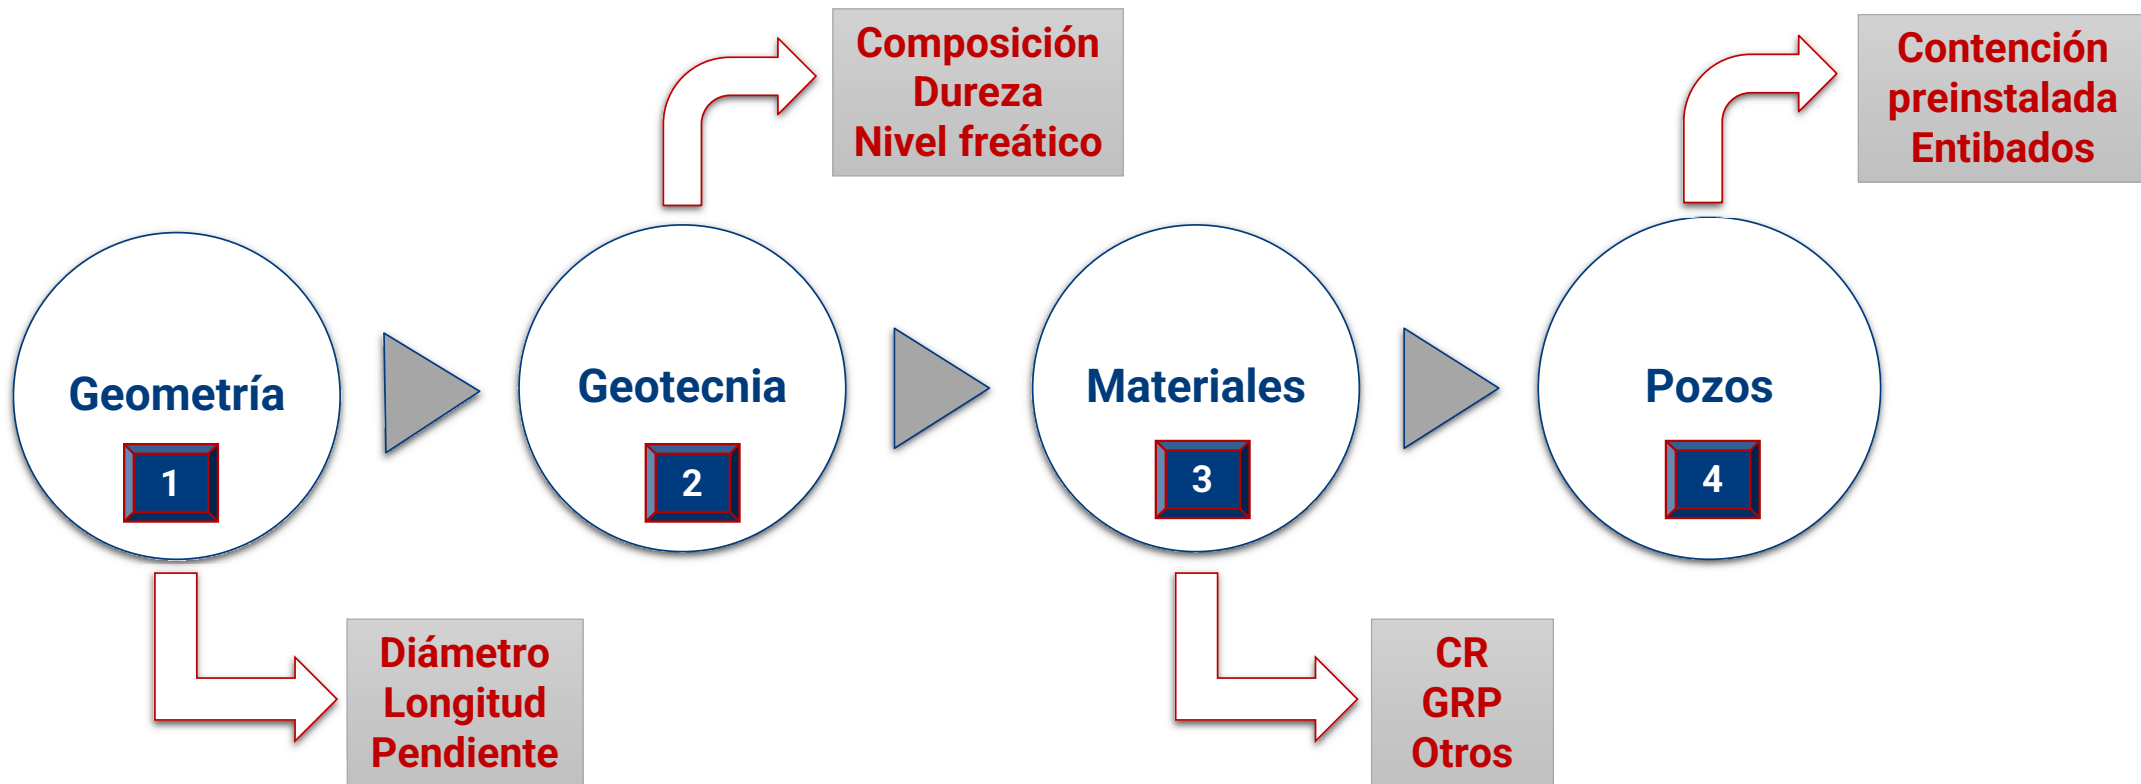 Composición
Dureza
Nivel freático
Contención
preinstalada
Entibados
Geometría
1
Geotecnia
2
Materiales
3
Pozos
4
Diámetro
Longitud
Pendiente
CR
GRP
Otros